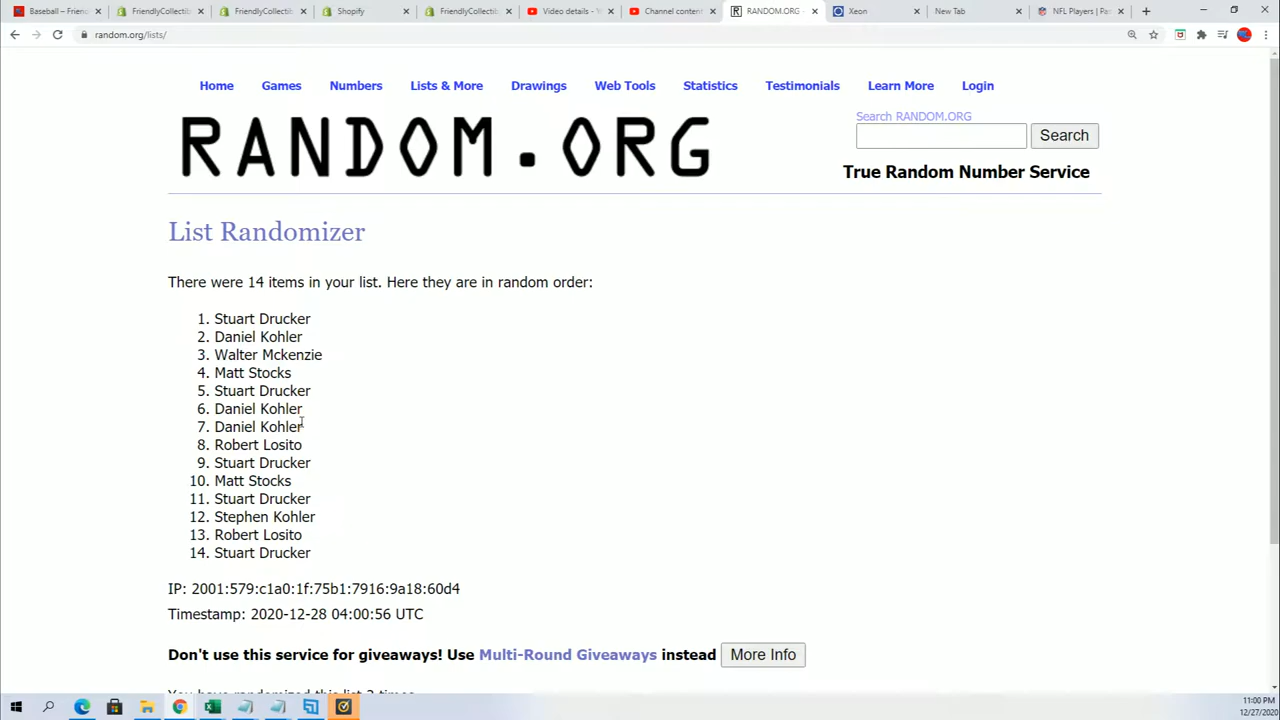 Baseball – Frien
FriendlyCollectib
FriendlyCollectib
Shopify
FriendlyCollectib
Video details - Y
Channel content
RANDOM.ORG -
Xeon
New Tab
NFL Players | Pa
random.org/lists/
Home Games Numbers Lists & More Drawings Web Tools Statistics Testimonials Learn More Login
RANDOM.ORG
Search RANDOM.ORG
Search
True Random Number Service
List Randomizer
There were 14 items in your list. Here they are in random order:
1. Stuart Drucker
2. Daniel Kohler
3. Walter Mckenzie
4. Matt Stocks
5. Stuart Drucker
6. Daniel Kohler
7. Daniel Kohler
8. Robert Losito
9. Stuart Drucker
10. Matt Stocks
11. Stuart Drucker
12. Stephen Kohler
13. Robert Losito
14. Stuart Drucker
IP: 2001:579:c1a0:1f:75b1:7916:9a18:60d4
Timestamp: 2020-12-28 04:00:56 UTC
Don't use this service for giveaways! Use Multi-Round Giveaways instead More Info
You have randomized this list 2 times
11:00 PM
12/27/2020